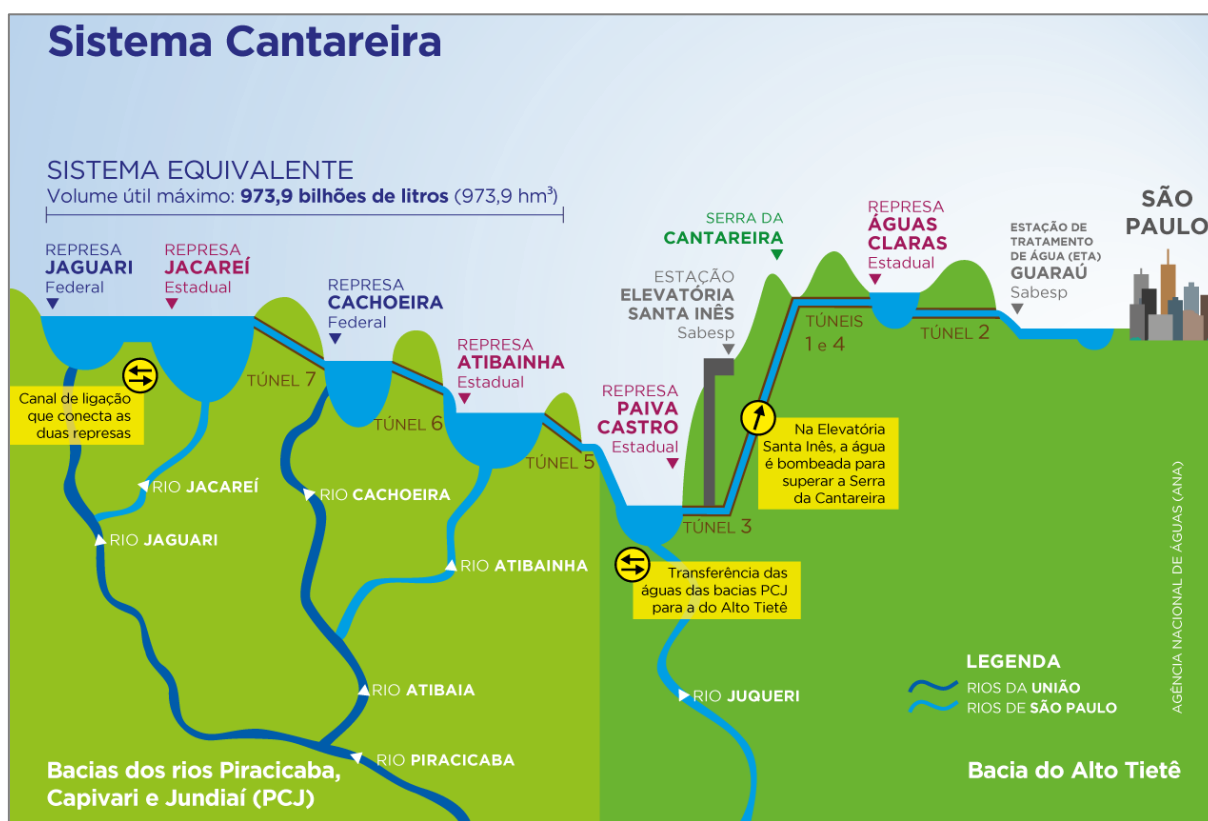 Sistema Cantareira
SISTEMA EQUIVALENTE
Volume útil máximo: 973,9 bilhões de litros (973,9 hm³)
REPRESA
JAGUARI
Federal
REPRESA
JACAREÍ
Estadual
REPRESA
CACHOEIRA
Federal
REPRESA
ATIBAINHA
Estadual
REPRESA
PAIVA
CASTRO
Estadual
ESTAÇÃO
ELEVATÓRIA
SANTA INÊS
Sabesp
SERRA DA
CANTAREIRA
REPRESA
ÁGUAS
CLARAS
Estadual
ESTAÇÃO DE
TRATAMENTO
DE ÁGUA (ETA)
GUARAÚ
Sabesp
SÃO
PAULO
TÚNEL 7
TÚNEL 6
TÚNEL 5
TÚNEL 3
TÚNEIS
1 e 4
TÚNEL 2
Canal de ligação
que conecta as
duas represas
Na Elevatória
Santa Inês, a água
é bombeada para
superar a Serra
da Cantareira
Transferência das
águas das bacias PCJ
para a do Alto Tietê
RIO JACAREÍ
RIO JAGUARI
RIO CACHOEIRA
RIO ATIBAINHA
RIO ATIBAIA
RIO PIRACICABA
RIO JUQUERI
LEGENDA
RIOS DA UNIÃO
RIOS DE SÃO PAULO
Bacias dos rios Piracicaba,
Capivari e Jundiaí (PCJ)
Bacia do Alto Tietê
AGÊNCIA NACIONAL DE ÁGUAS (ANA)